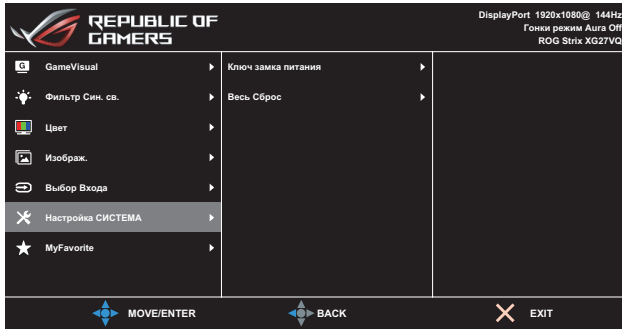 REPUBLIC OF
GAMERS
DisplayPort 1920x1080@ 144Hz
Гонки режим Aura Off
ROG Strix XG27VQ
G
GameVisual
Фильтр Син. св.
Цвет
Изображ.
Выбор Входа
Настройка СИСТЕМА
MyFavorite
Ключ замка питания
Весь Сброс
MOVE/ENTER
BACK
EXIT